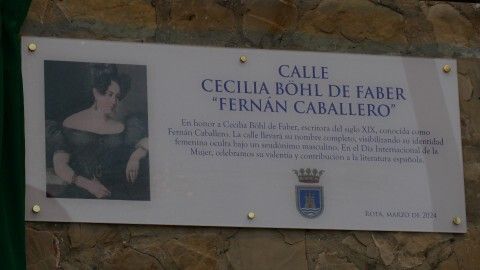 CALLE
CECILIA BÖHL DE FABER
“FERNÁN CABALLERO”
En honor a Cecilia Böhl de Faber, escritora del siglo XIX, conocida como
Fernán Caballero. La calle llevará su nombre completo, visibilizando su identidad
femenina oculta bajo un seudónimo masculino. En el Día Internacional de la
Mujer, celebramos su valentía y contribución a la literatura española.
ROTA, MARZO DE 2024